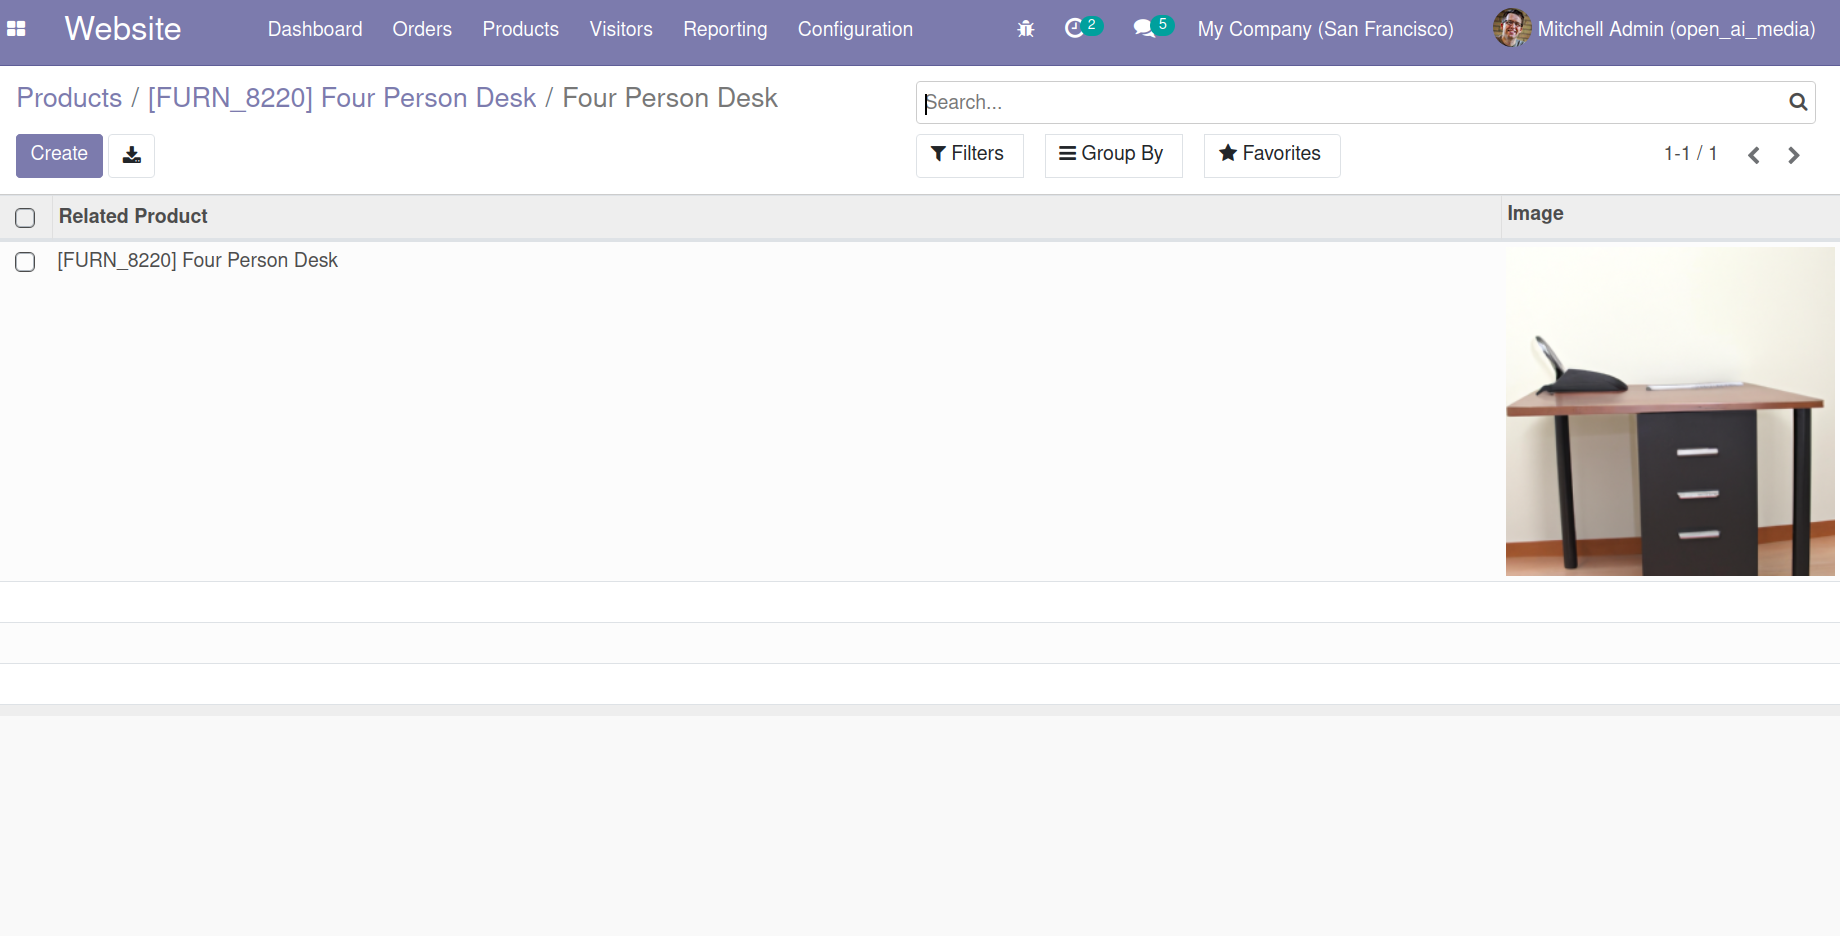 Website Dashboard Orders Products Visitors Reporting Configuration 2 5 My Company (San Francisco) Mitchell Admin (open_ai_media)
Products / [FURN_8220] Four Person Desk / Four Person Desk
Search...
Create Filters Group By Favorites 1-1 / 1
Related Product Image
[FURN_8220] Four Person Desk